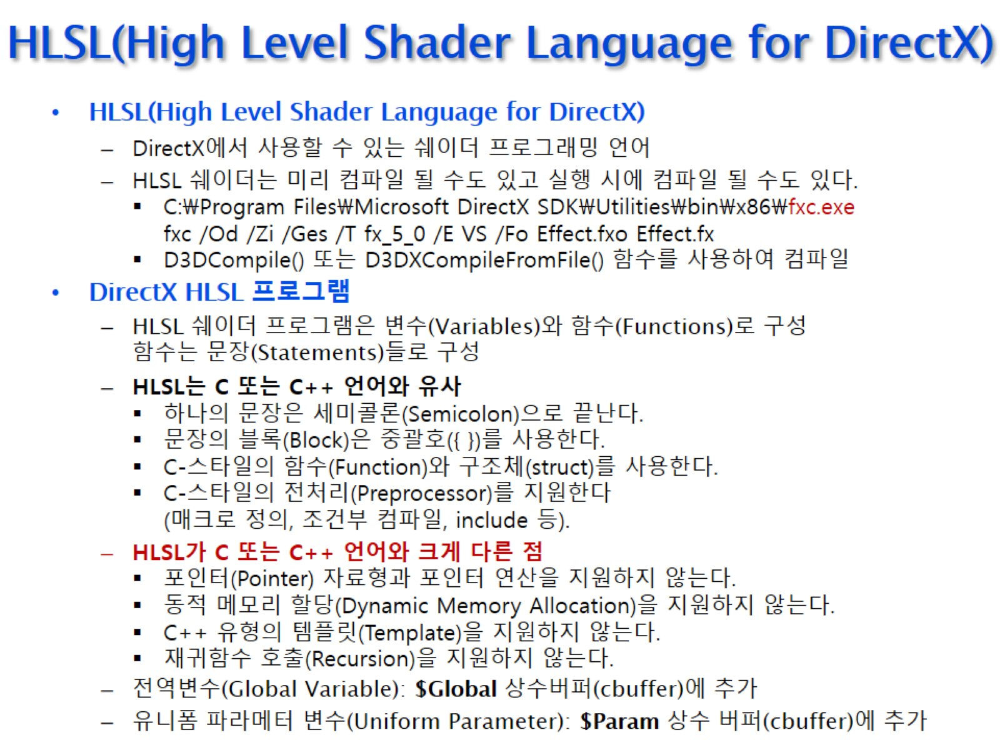 HLSL(High Level Shader Language for DirectX)
• HLSL(High Level Shader Language for DirectX)
– DirectX에서 사용할 수 있는 쉐이더 프로그래밍 언어
– HLSL 쉐이더는 미리 컴파일 될 수도 있고 실행 시에 컴파일 될 수도 있다.
▪ C:₩Program Files₩Microsoft DirectX SDK₩Utilities₩bin₩x86₩fxc.exe
fxc /Od /Zi /Ges /T fx_5_0 /E VS /Fo Effect.fxo Effect.fx
▪ D3DCompile() 또는 D3DXCompileFromFile() 함수를 사용하여 컴파일
• DirectX HLSL 프로그램
– HLSL 쉐이더 프로그램은 변수(Variables)와 함수(Functions)로 구성
함수는 문장(Statements)들로 구성
– HLSL는 C 또는 C++ 언어와 유사
▪ 하나의 문장은 세미콜론(Semicolon)으로 끝난다.
▪ 문장의 블록(Block)은 중괄호({ })를 사용한다.
▪ C-스타일의 함수(Function)와 구조체(struct)를 사용한다.
▪ C-스타일의 전처리(Preprocessor)를 지원한다
(매크로 정의, 조건부 컴파일, include 등).
– HLSL가 C 또는 C++ 언어와 크게 다른 점
▪ 포인터(Pointer) 자료형과 포인터 연산을 지원하지 않는다.
▪ 동적 메모리 할당(Dynamic Memory Allocation)을 지원하지 않는다.
▪ C++ 유형의 템플릿(Template)을 지원하지 않는다.
▪ 재귀함수 호출(Recursion)을 지원하지 않는다.
– 전역변수(Global Variable): $Global 상수버퍼(cbuffer)에 추가
– 유니폼 파라메터 변수(Uniform Parameter): $Param 상수 버퍼(cbuffer)에 추가